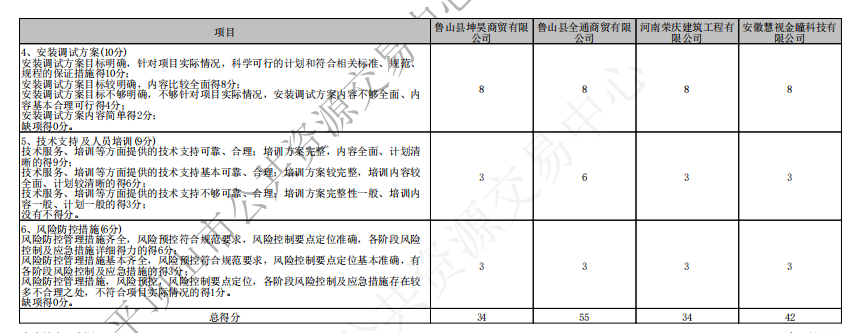 项目 鲁山县坤昊商贸有限公司 鲁山县全通商贸有限公司 河南荣庆建筑工程有限公司 安徽慧视金瞳科技有限公司
4、安装调试方案(10分)
安装调试方案目标明确，针对项目实际情况，科学可行的计划和符合相关标准、规范、
规程的保证措施得10分；
安装调试方案目标较明确，内容比较全面得8分；
安装调试方案目标不够明确，不够针对项目实际情况，安装调试方案内容不够全面、内
容基本合理可行得4分；
安装调试方案内容简单得2分；
缺项得0分。
8 8 8 8
5、技术支持及人员培训(9分)
技术服务、培训等方面提供的技术支持可靠、合理；培训方案完整，内容全面、计划清
晰的得9分；
技术服务、培训等方面提供的技术支持基本可靠、合理；培训方案较完整，培训内容较
全面、计划较清晰的得6分；
技术服务、培训等方面提供的技术支持不够可靠、合理；培训方案完整性一般、培训内
容一般、计划一般的得3分；
没有不得分。
3 6 3 3
6、风险防控措施(6分)
风险防控管理措施齐全，风险预控符合规范要求，风险控制要点定位准确，各阶段风险
控制及应急措施详细得力的得6分；
风险防控管理措施基本齐全，风险预控符合规范要求，风险控制要点定位基本准确，有
各阶段风险控制及应急措施的得3分；
风险防控管理措施，风险预控，风险控制要点定位，各阶段风险控制及应急措施存在较
多不合理之处，不符合项目实际情况的得1分。
缺项得0分。
3 3 3 3
总得分 34 55 34 42
平顶山市公共资源交易中心
公共资源交易中心